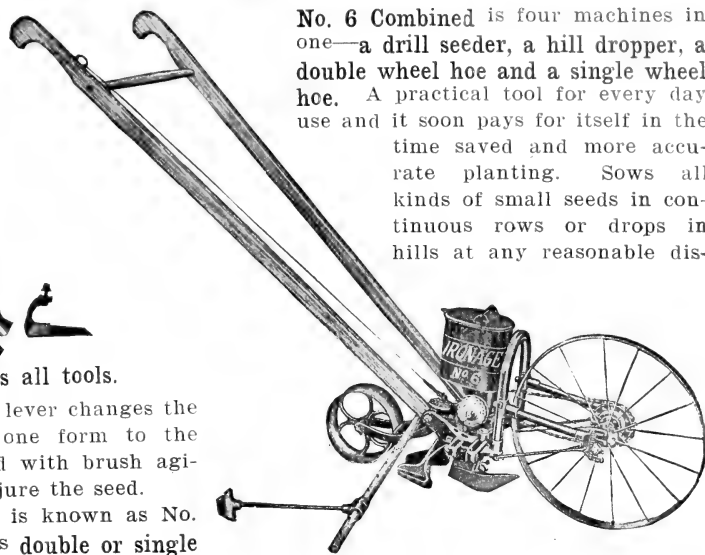 No. 6 Combined is four machines in
one—a drill seeder, a hill dropper, a
double wheel hoe and a single wheel
hoe. A practical tool for every day
use and it soon pays for itself in the
time saved and more accu-
rate planting. Sows all
kinds of small seeds in con-
tinuous rows or drops in
hills at any reasonable dis-
IRON AGE
No 6
s all tools.
lever changes the
one form to the
d with brush agi-
jure the seed.
is known as No.
s double or single